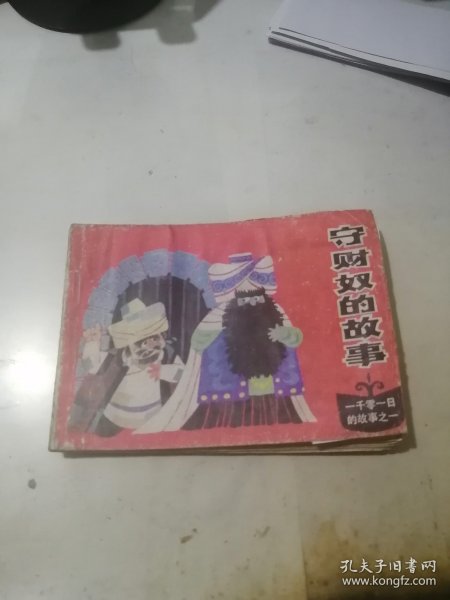 守财奴的故事
一千零一日
的故事之一
孔夫子旧书网
www.kongfz.com